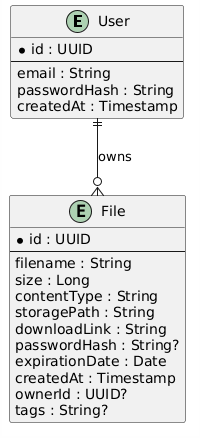 E User
* id : UUID
email : String
passwordHash : String
createdAt : Timestamp
owns
E File
* id : UUID
filename : String
size : Long
contentType : String
storagePath : String
downloadLink : String
passwordHash : String?
expirationDate : Date
createdAt : Timestamp
ownerId : UUID?
tags : String?